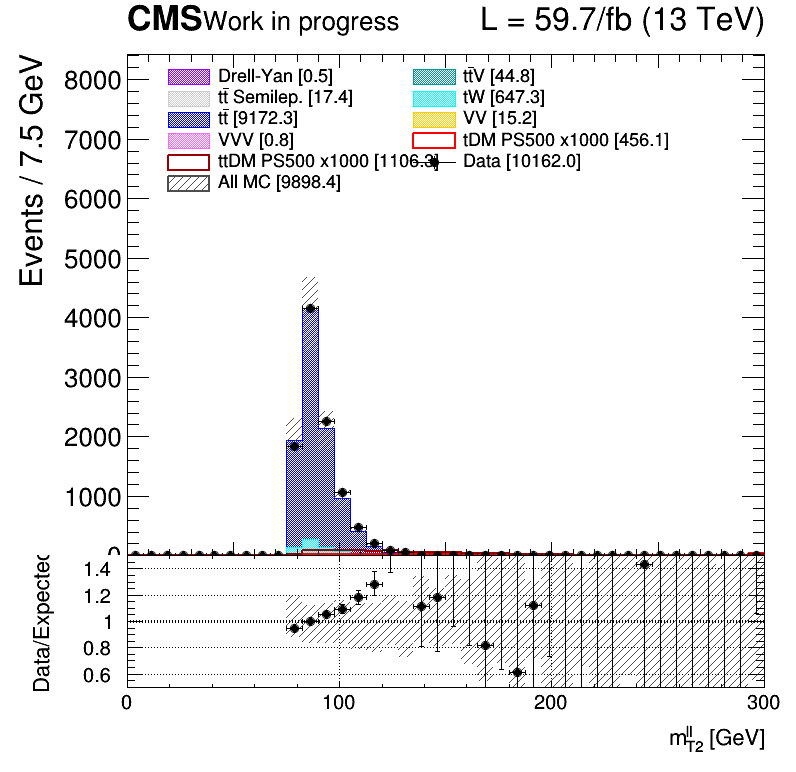 CMS Work in progress L = 59.7/fb (13 TeV)
Events / 7.5 GeV
8000
7000
6000
5000
4000
3000
2000
1000
0
Drell-Yan [0.5]
tt̄ Semilep. [17.4]
tt̄ [9172.3]
VVV [0.8]
ttDM PS500 x1000 [1106.3]
All MC [9898.4]
tt̄V [44.8]
tW [647.3]
VV [15.2]
tDM PS500 x1000 [456.1]
Data [10162.0]
Data/Expected
1.4
1.2
1
0.8
0.6
0 100 200 300
m_T2^ll [GeV]